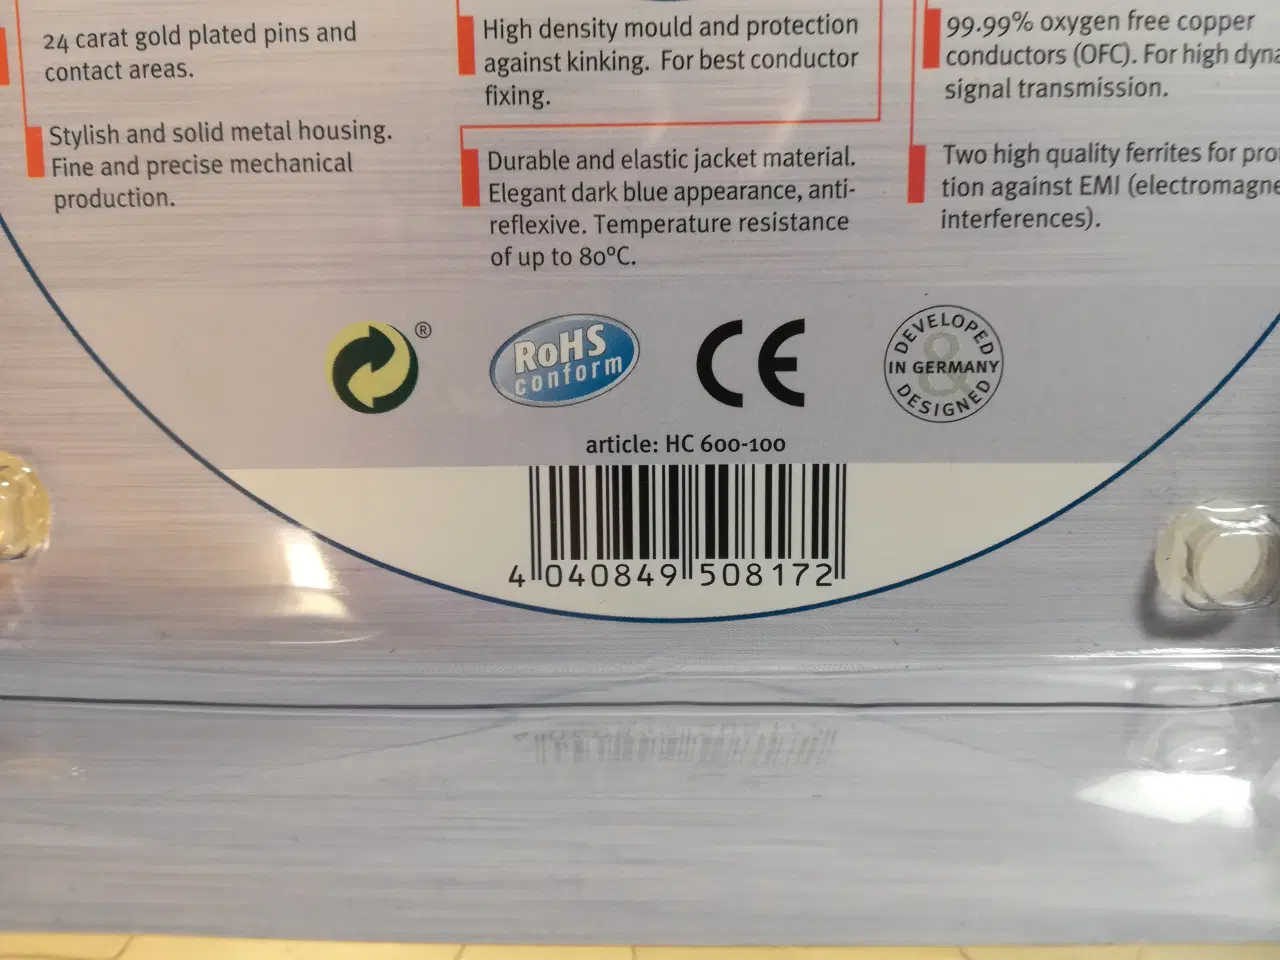 24 carat gold plated pins and
contact areas.
Stylish and solid metal housing.
Fine and precise mechanical
production.
High density mould and protection
against kinking. For best conductor
fixing.
Durable and elastic jacket material.
Elegant dark blue appearance, anti-
reflexive. Temperature resistance
of up to 80°C.
99.99% oxygen free copper
conductors (OFC). For high dyna
signal transmission.
Two high quality ferrites for pro
tion against EMI (electromagne
interferences).
®
RoHS
conform
CE
DEVELOPED
&
IN GERMANY
DESIGNED
article: HC 600-100
4 040849 508172